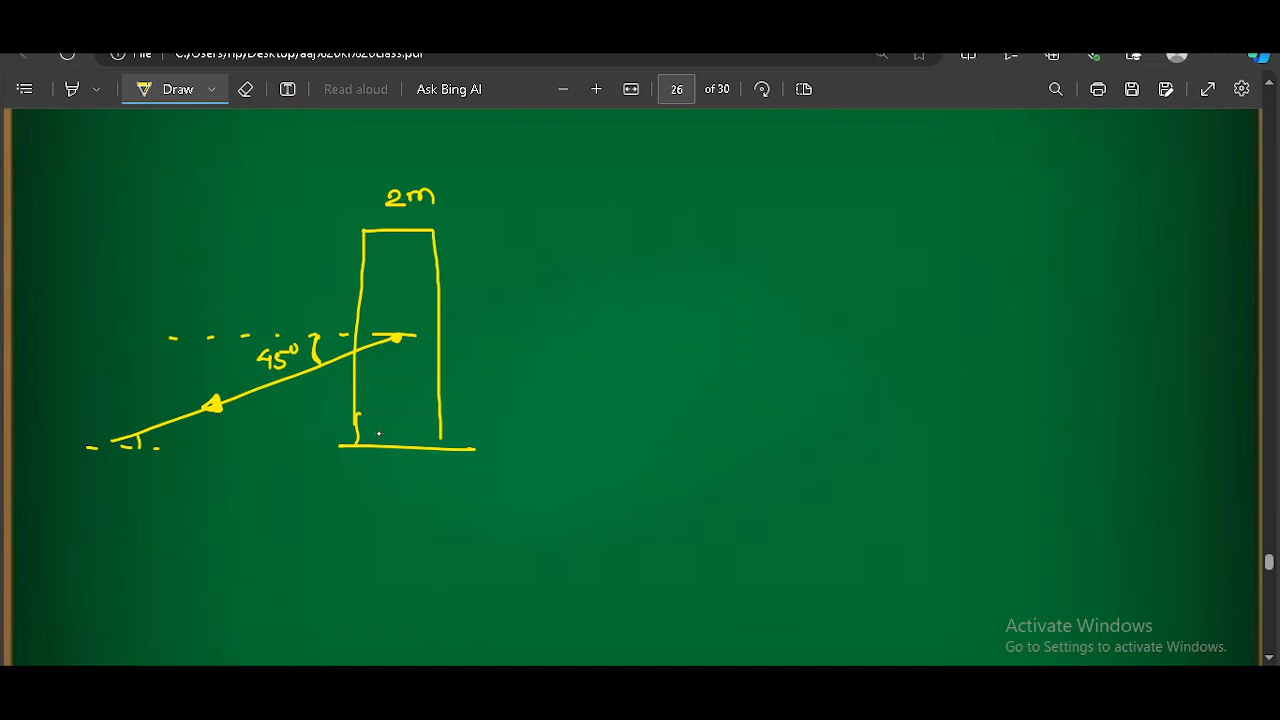 File
C:/Users/hp/Desktop/aaj%20ki%20class.pdf
Draw
Read aloud
Ask Bing AI
26 of 30
2m
45°
Activate Windows
Go to Settings to activate Windows.